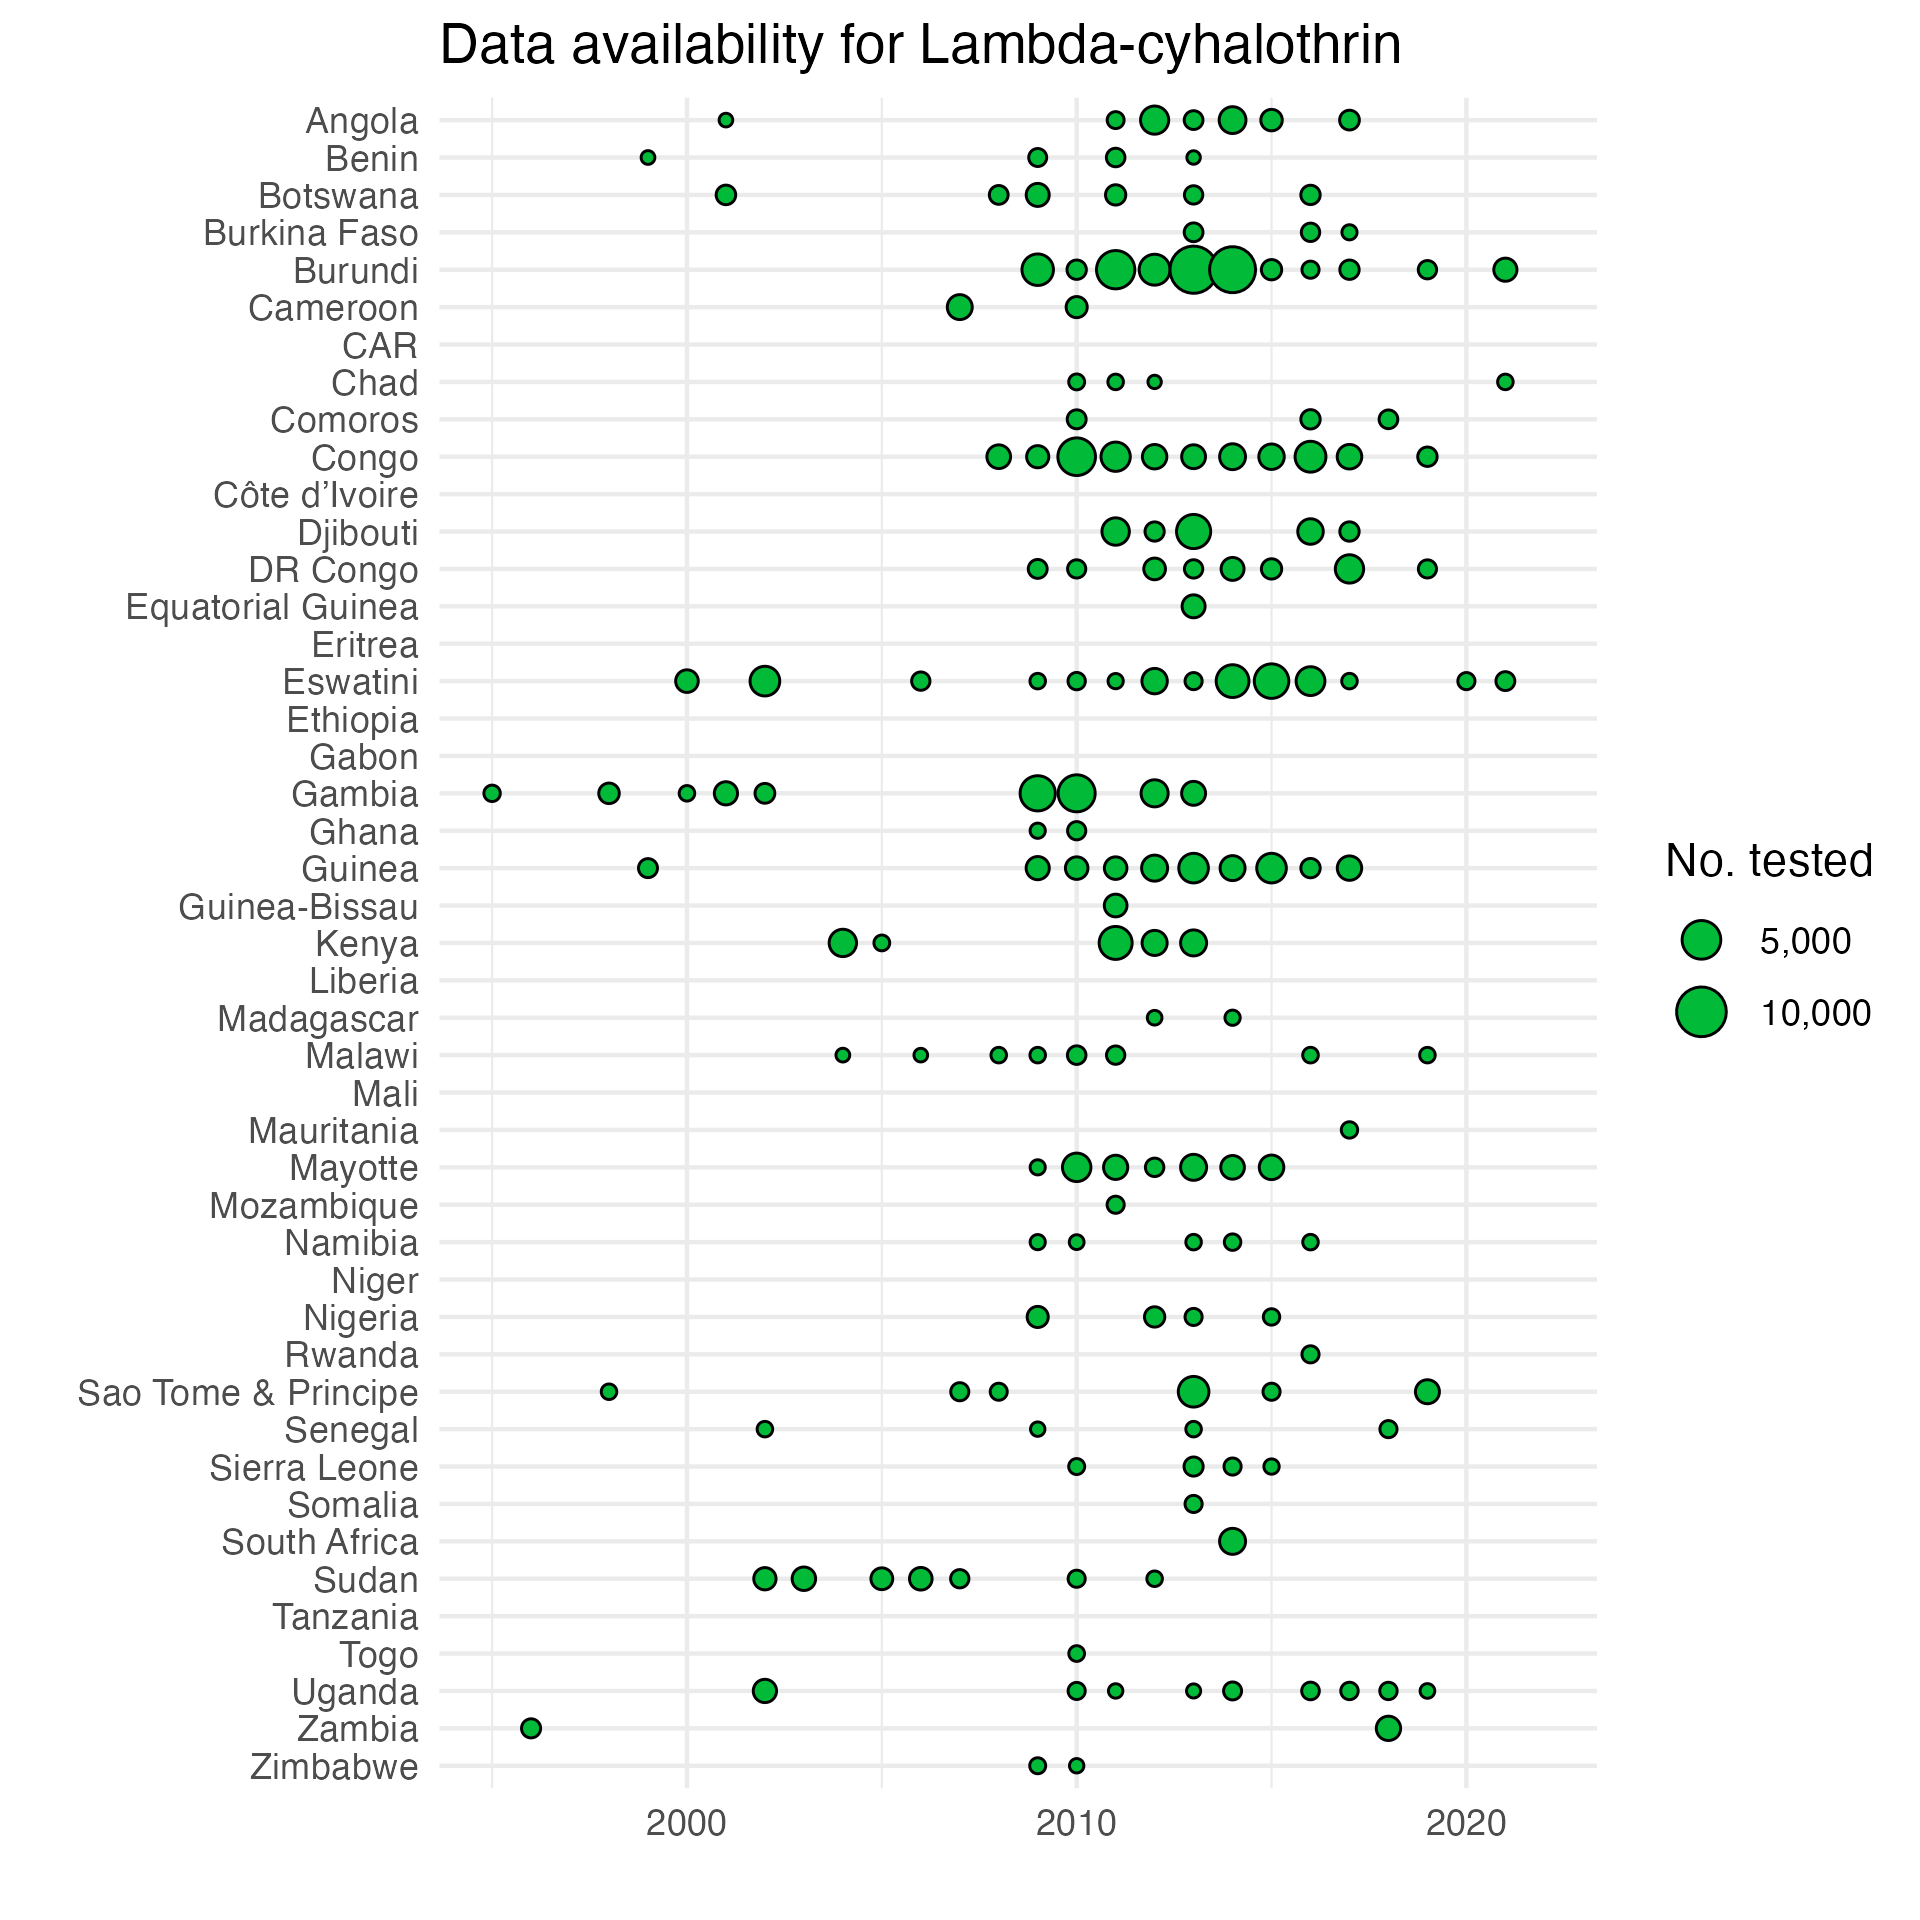 Data availability for Lambda-cyhalothrin
Angola
Benin
Botswana
Burkina Faso
Burundi
Cameroon
CAR
Chad
Comoros
Congo
Côte d’Ivoire
Djibouti
DR Congo
Equatorial Guinea
Eritrea
Eswatini
Ethiopia
Gabon
Gambia
Ghana
Guinea
Guinea-Bissau
Kenya
Liberia
Madagascar
Malawi
Mali
Mauritania
Mayotte
Mozambique
Namibia
Niger
Nigeria
Rwanda
Sao Tome & Principe
Senegal
Sierra Leone
Somalia
South Africa
Sudan
Tanzania
Togo
Uganda
Zambia
Zimbabwe
2000 2010 2020
No. tested
5,000
10,000